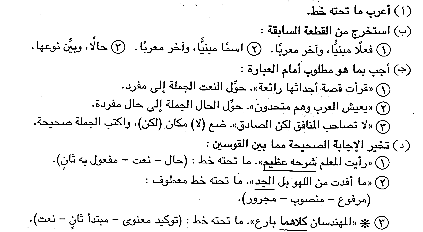 (أ) أعرب ما تحته خط.
(ب) استخرج من القطعة السابقة :
① فعلًا مبنيًّا، وآخر معربًا. ② اسمًا مبنيًّا، وآخر معربًا. ③ حالًا، وبيِّن نوعها.
(جـ) أجب بما هو مطلوب أمام العبارة :
① «قرأت قصة أحداثها رائعة». حوِّل النعت الجملة إلى مفرد.
② «يعيش العرب وهم متحدون». حوِّل الحال الجملة إلى حال مفردة.
③ «لا تصاحب المنافق لكن الصادق». ضع (لا) مكان (لكن)، واكتب الجملة صحيحة.
(د) تخير الإجابة الصحيحة مما بين القوسين :
① «رأيت المعلم شرحه عظيم». ما تحته خط : (حال – نعت – مفعول به ثانٍ).
② «ما أفدت من اللهو بل الجد». ما تحته خط معطوف :
(مرفوع – منصوب – مجرور).
③ * «المهندسان كلاهما بارع». ما تحته خط : (توكيد معنوى – مبتدأ ثانٍ – نعت).